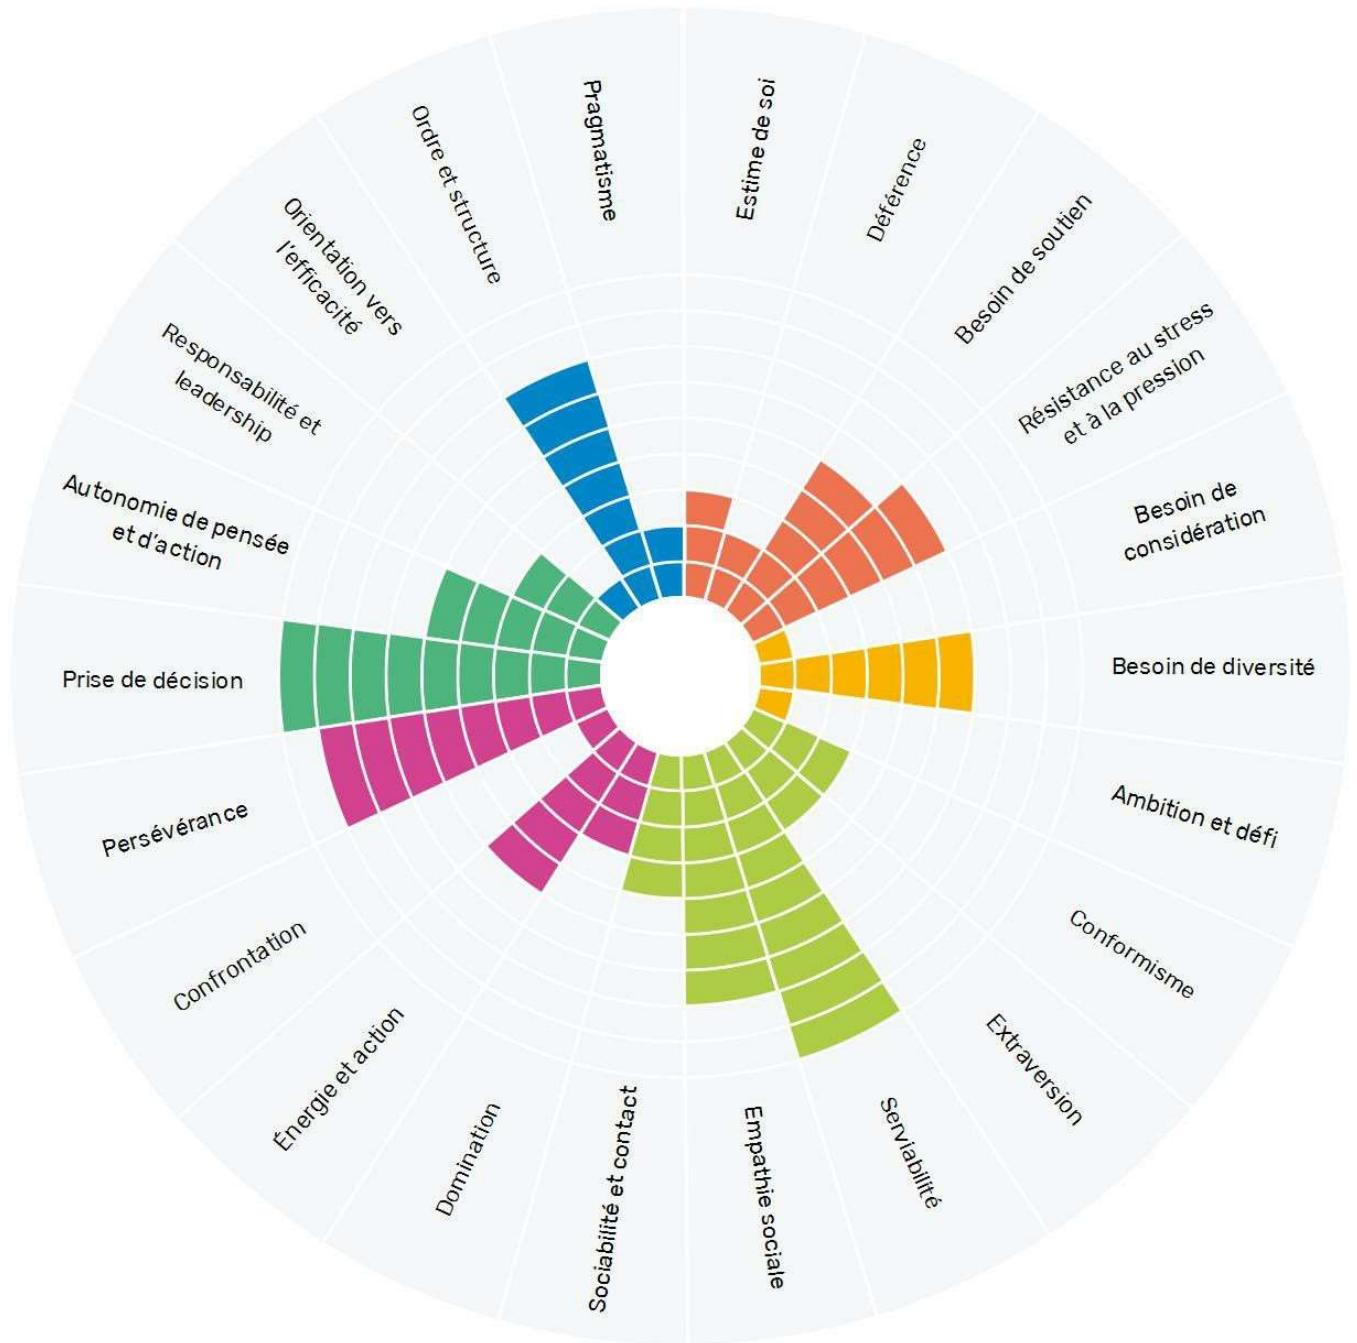 Estime de soi
Déférence
Besoin de soutien
Résistance au stress
et à la pression
Besoin de
considération
Besoin de diversité
Ambition et défi
Conformisme
Extraversion
Serviabilité
Empathie sociale
Sociabilité et contact
Domination
Énergie et action
Confrontation
Persévérance
Prise de décision
Autonomie de pensée
et d'action
Responsabilité et
leadership
Orientation vers
l'efficacité
Ordre et structure
Pragmatisme